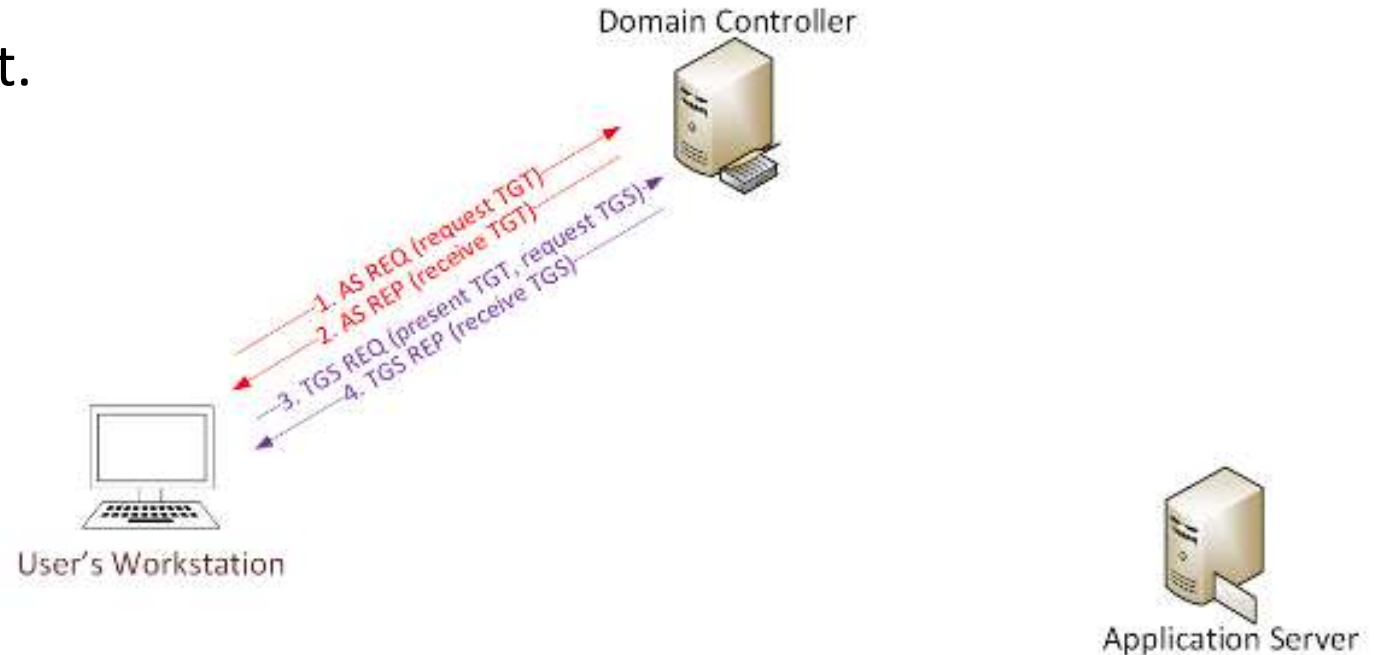 Domain Controller
t.
1. AS REQ (request TGT)
2. AS REP (receive TGT)
3. TGS REQ (present TGT, request TGS)
4. TGS REP (receive TGS)
User's Workstation
Application Server